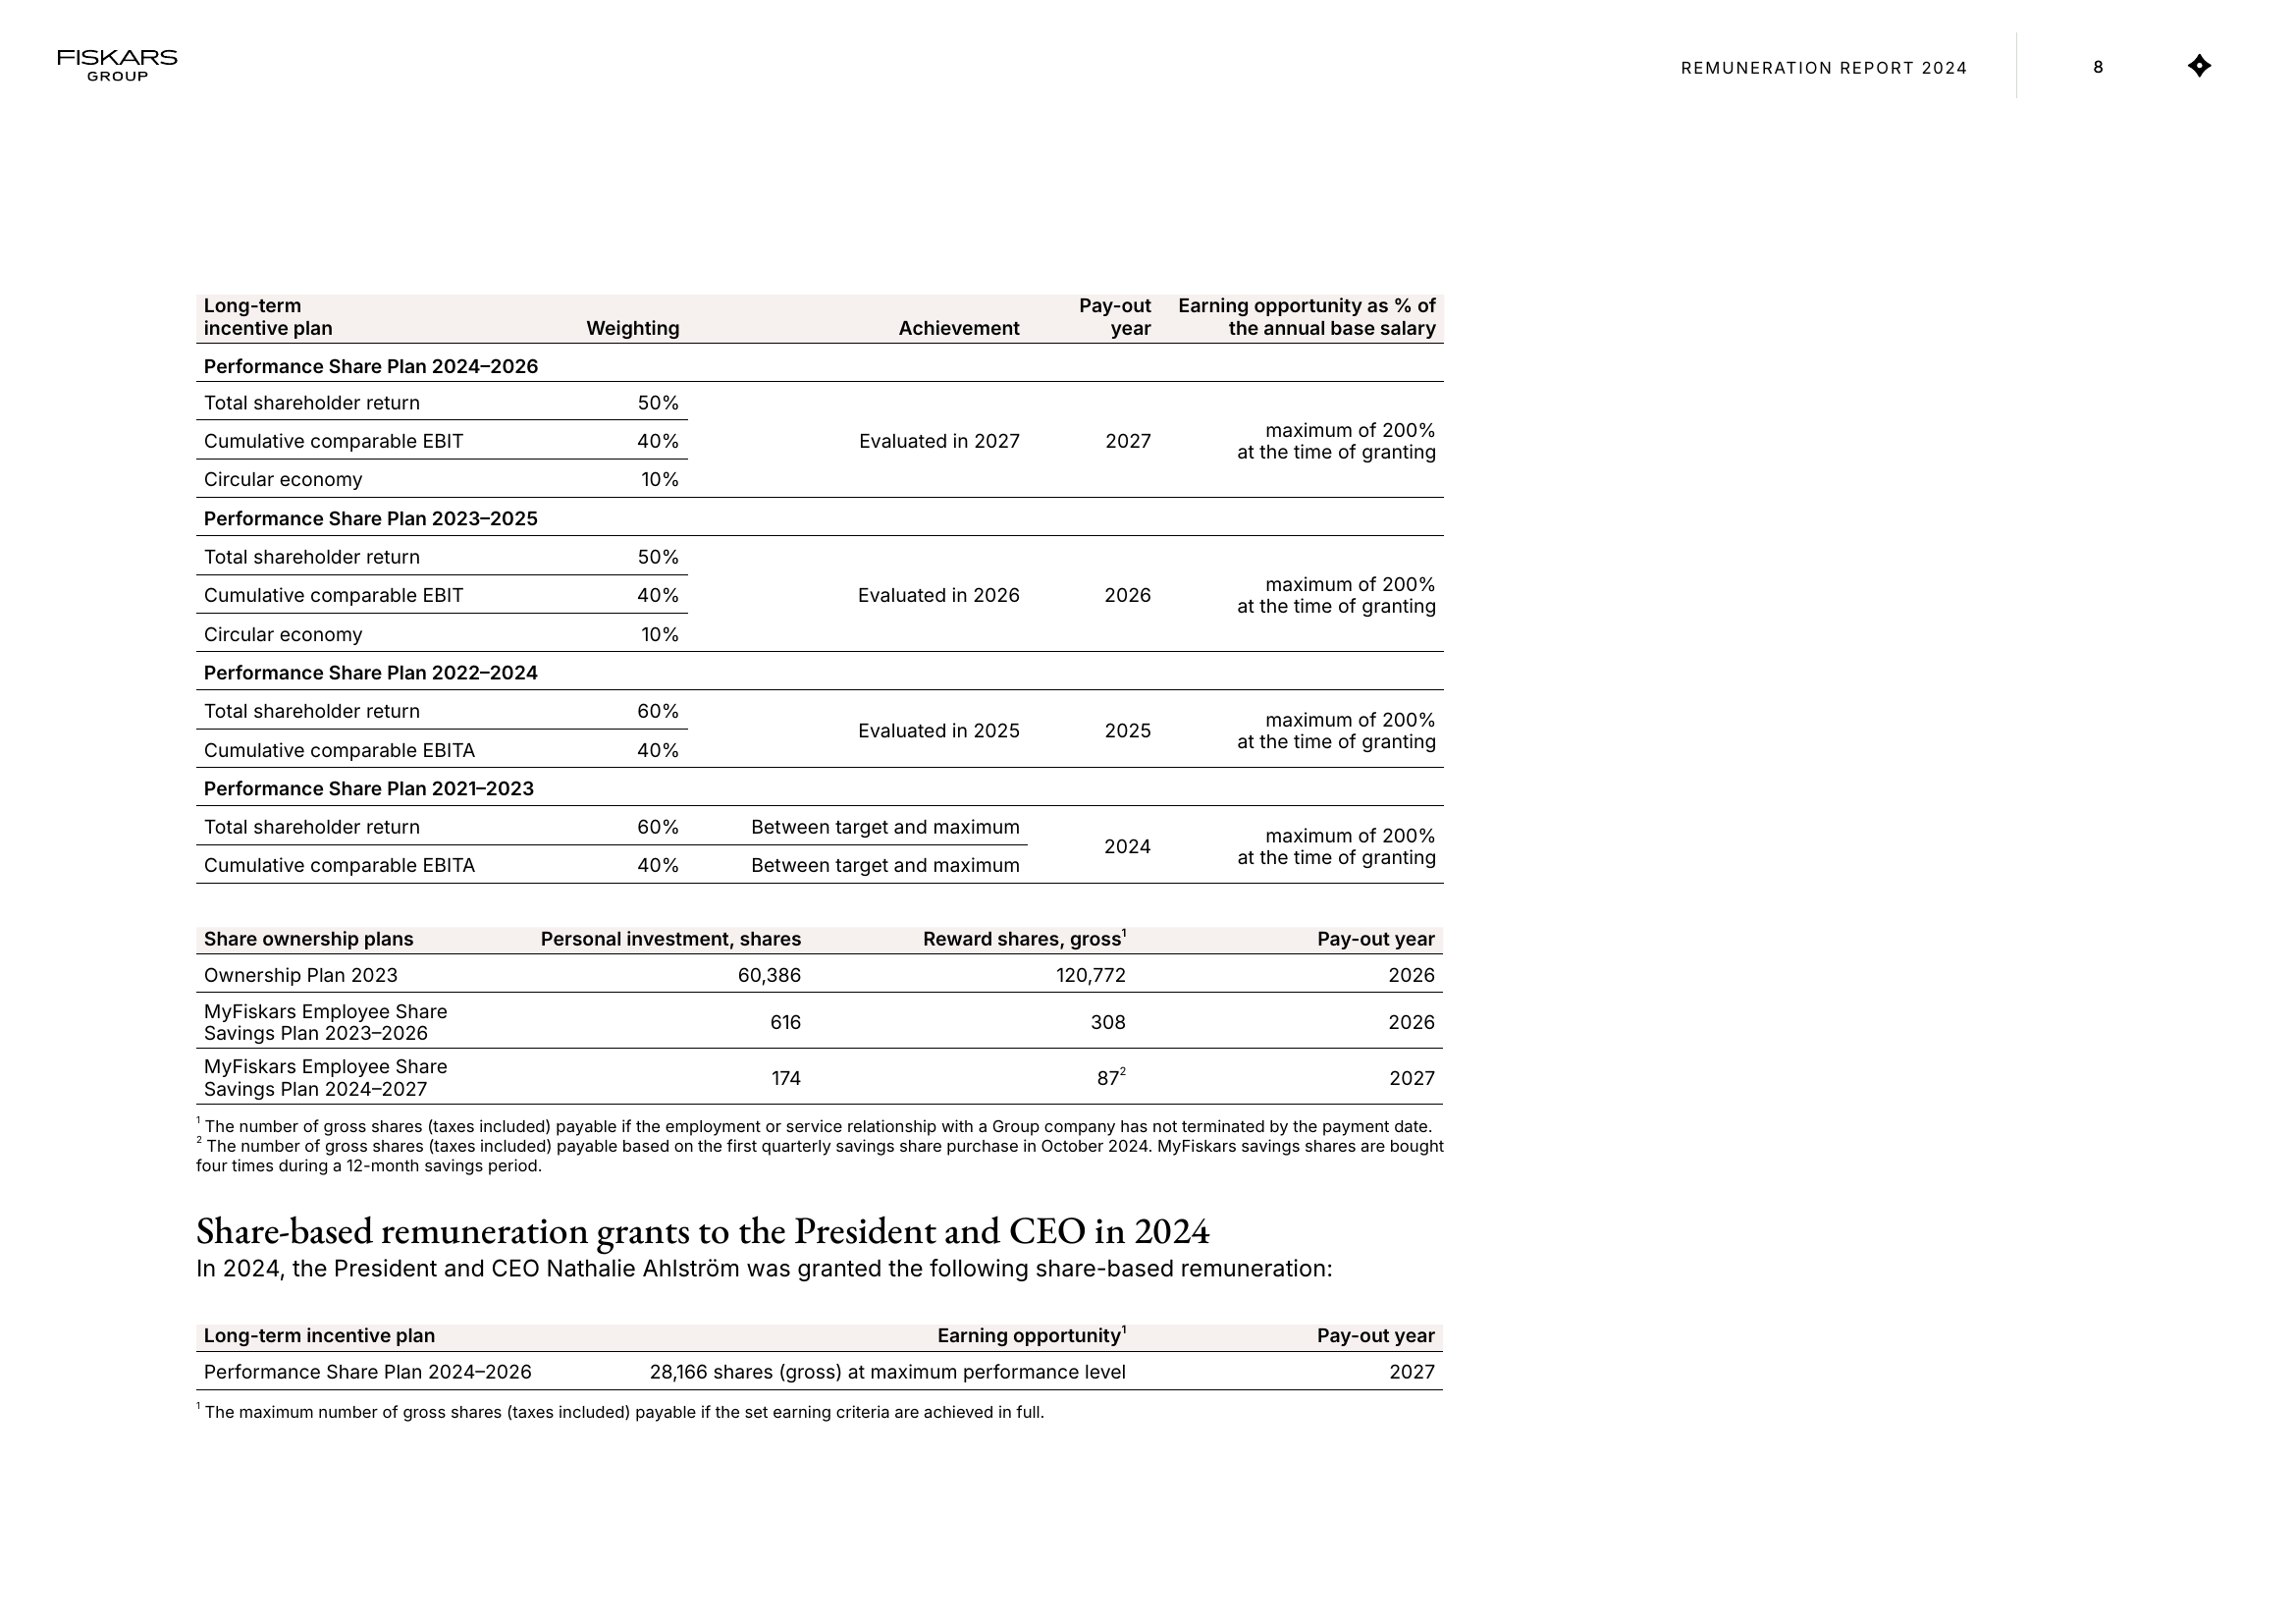 FISKARS
GROUP
REMUNERATION REPORT 2024
8
Long-term
incentive plan
Weighting
Achievement
Pay-out
year
Earning opportunity as % of
the annual base salary
Performance Share Plan 2024–2026
Total shareholder return 50%
Cumulative comparable EBIT 40%
Circular economy 10%
Evaluated in 2027
2027
maximum of 200%
at the time of granting
Performance Share Plan 2023–2025
Total shareholder return 50%
Cumulative comparable EBIT 40%
Circular economy 10%
Evaluated in 2026
2026
maximum of 200%
at the time of granting
Performance Share Plan 2022–2024
Total shareholder return 60%
Cumulative comparable EBITA 40%
Evaluated in 2025
2025
maximum of 200%
at the time of granting
Performance Share Plan 2021–2023
Total shareholder return 60% Between target and maximum
Cumulative comparable EBITA 40% Between target and maximum
2024
maximum of 200%
at the time of granting
Share ownership plans Personal investment, shares Reward shares, gross¹ Pay-out year
Ownership Plan 2023 60,386 120,772 2026
MyFiskars Employee Share
Savings Plan 2023–2026
616 308 2026
MyFiskars Employee Share
Savings Plan 2024–2027
174 87² 2027
¹ The number of gross shares (taxes included) payable if the employment or service relationship with a Group company has not terminated by the payment date.
² The number of gross shares (taxes included) payable based on the first quarterly savings share purchase in October 2024. MyFiskars savings shares are bought
four times during a 12-month savings period.
Share-based remuneration grants to the President and CEO in 2024
In 2024, the President and CEO Nathalie Ahlström was granted the following share-based remuneration:
Long-term incentive plan Earning opportunity¹ Pay-out year
Performance Share Plan 2024–2026 28,166 shares (gross) at maximum performance level 2027
¹ The maximum number of gross shares (taxes included) payable if the set earning criteria are achieved in full.